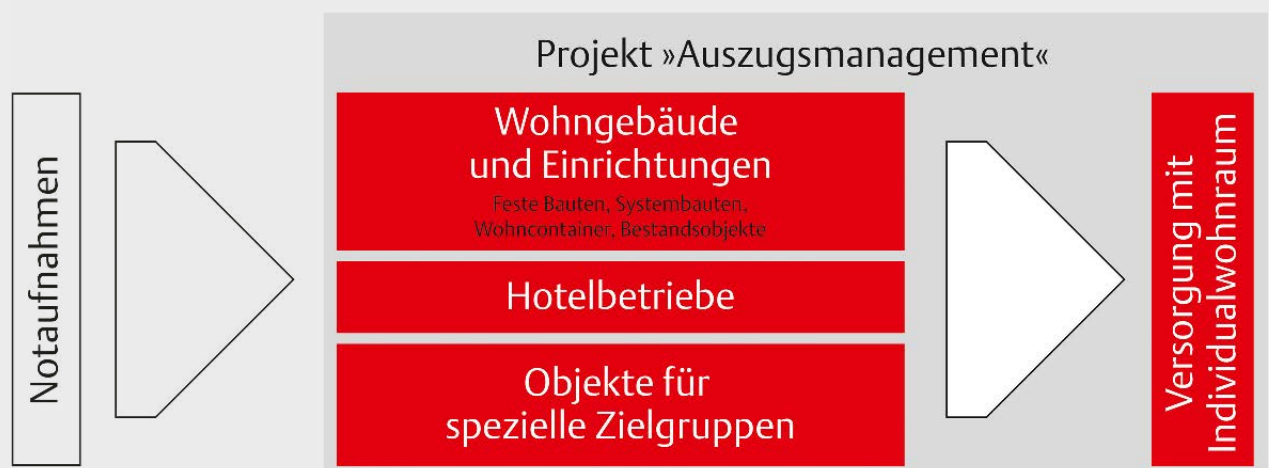 Projekt »Auszugsmanagement«
Notaufnahmen
Wohngebäude
und Einrichtungen
Feste Bauten, Systembauten,
Wohncontainer, Bestandsobjekte
Hotelbetriebe
Objekte für
spezielle Zielgruppen
Versorgung mit
Individualwohnraum